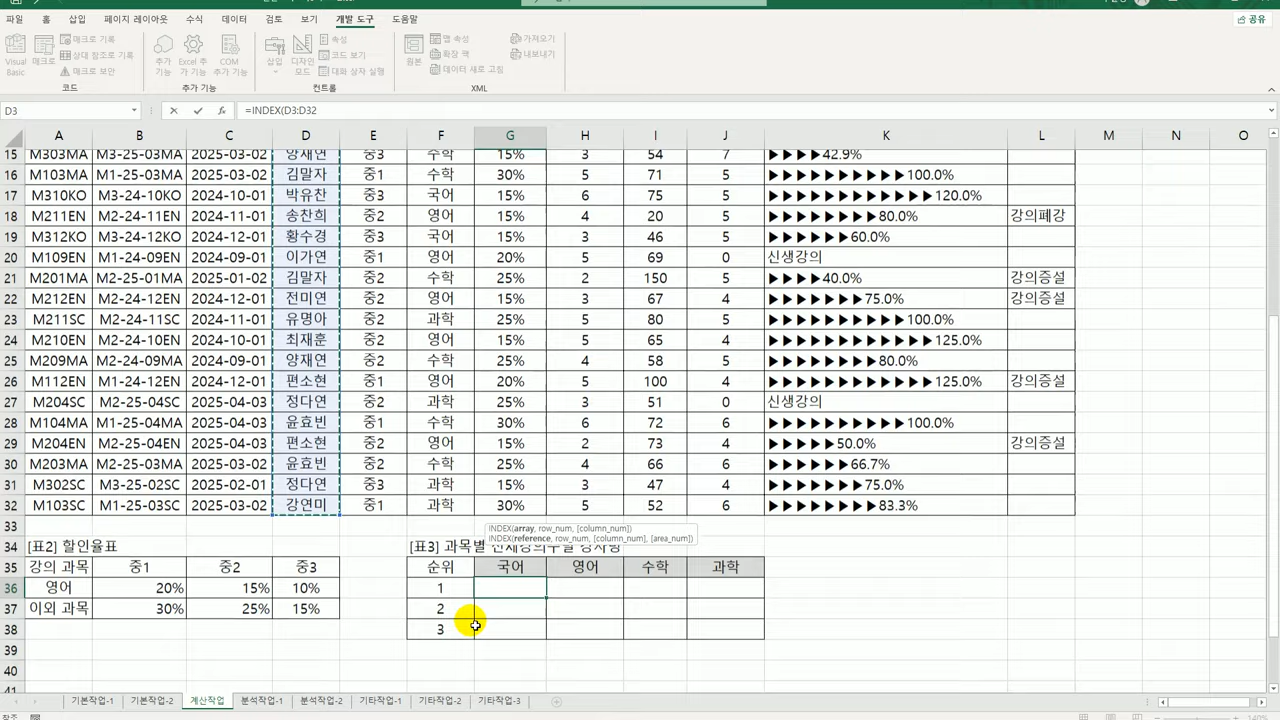 파일 홈 삽입 페이지 레이아웃 수식 데이터 검토 보기 개발 도구 도움말 공유
Visual Basic 매크로 매크로 기록 상대 참조로 기록 매크로 보안 추가 기능 Excel 추가 기능 COM 추가 기능 삽입 디자인 모드 속성 코드 보기 대화 상자 실행 원본 맵 속성 확장 팩 데이터 새로 고침 가져오기 내보내기
코드 추가 기능 컨트롤 XML
D3 fx =INDEX(D3:D32
A B C D E F G H I J K L M N O
15 M303MA M3-25-03MA 2025-03-02 양재연 중3 수학 15% 3 54 7 ▶▶▶▶42.9%
16 M103MA M1-25-03MA 2025-03-02 김말자 중1 수학 30% 5 71 5 ▶▶▶▶▶▶▶▶▶▶100.0%
17 M310KO M3-24-10KO 2024-10-01 박유찬 중3 국어 15% 6 75 5 ▶▶▶▶▶▶▶▶▶▶▶▶120.0%
18 M211EN M2-24-11EN 2024-11-01 송찬희 중2 영어 15% 4 20 5 ▶▶▶▶▶▶▶▶80.0% 강의폐강
19 M312KO M3-24-12KO 2024-12-01 황수경 중3 국어 15% 3 46 5 ▶▶▶▶▶▶60.0%
20 M109EN M1-24-09EN 2024-09-01 이가연 중1 영어 20% 5 69 0 신생강의
21 M201MA M2-25-01MA 2025-01-02 김말자 중2 수학 25% 2 150 5 ▶▶▶▶40.0% 강의증설
22 M212EN M2-24-12EN 2024-12-01 전미연 중2 영어 15% 3 67 4 ▶▶▶▶▶▶▶75.0% 강의증설
23 M211SC M2-24-11SC 2024-11-01 유명아 중2 과학 25% 5 80 5 ▶▶▶▶▶▶▶▶▶▶100.0%
24 M210EN M2-24-10EN 2024-10-01 최재훈 중2 영어 15% 5 65 4 ▶▶▶▶▶▶▶▶▶▶▶▶125.0%
25 M209MA M2-24-09MA 2024-09-01 양재연 중2 수학 25% 4 58 5 ▶▶▶▶▶▶▶▶80.0%
26 M112EN M1-24-12EN 2024-12-01 편소현 중1 영어 20% 5 100 4 ▶▶▶▶▶▶▶▶▶▶▶▶125.0% 강의증설
27 M204SC M2-25-04SC 2025-04-03 정다연 중2 과학 25% 3 51 0 신생강의
28 M104MA M1-25-04MA 2025-04-03 윤효빈 중1 수학 30% 6 72 6 ▶▶▶▶▶▶▶▶▶▶100.0%
29 M204EN M2-25-04EN 2025-04-03 편소현 중2 영어 15% 2 73 4 ▶▶▶▶▶50.0% 강의증설
30 M203MA M2-25-03MA 2025-03-02 윤효빈 중2 수학 25% 4 66 6 ▶▶▶▶▶▶66.7%
31 M302SC M3-25-02SC 2025-02-01 정다연 중3 과학 15% 3 47 4 ▶▶▶▶▶▶▶75.0%
32 M103SC M1-25-03SC 2025-03-02 강연미 중1 과학 30% 5 52 6 ▶▶▶▶▶▶▶▶83.3%
33 INDEX(array, row_num, [column_num])
INDEX(reference, row_num, [column_num], [area_num])
34 [표2] 할인율표 [표3] 과목별
35 강의 과목 중1 중2 중3 순위 국어 영어 수학 과학
36 영어 20% 15% 10% 1
37 이외 과목 30% 25% 15% 2
38 3
39
40
41
기본작업-1 기본작업-2 계산작업 분석작업-1 분석작업-2 기타작업-1 기타작업-2 기타작업-3